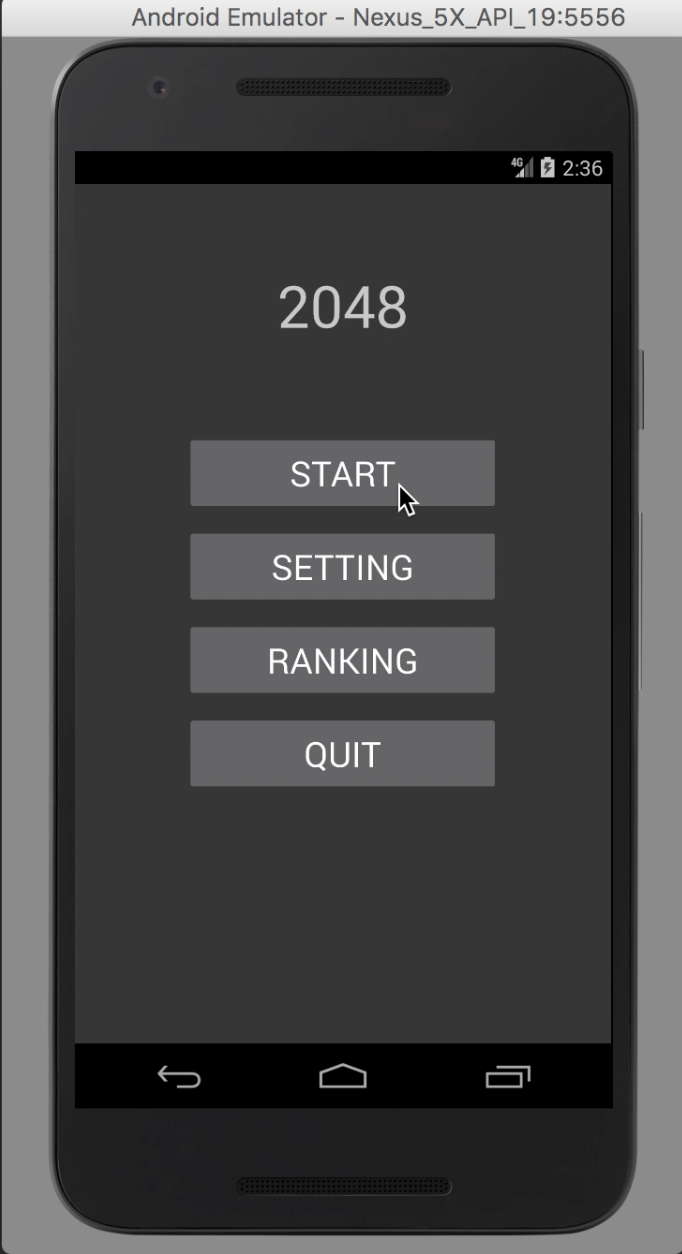 Android Emulator - Nexus_5X_API_19:5556
4G 2:36
2048
START
SETTING
RANKING
QUIT